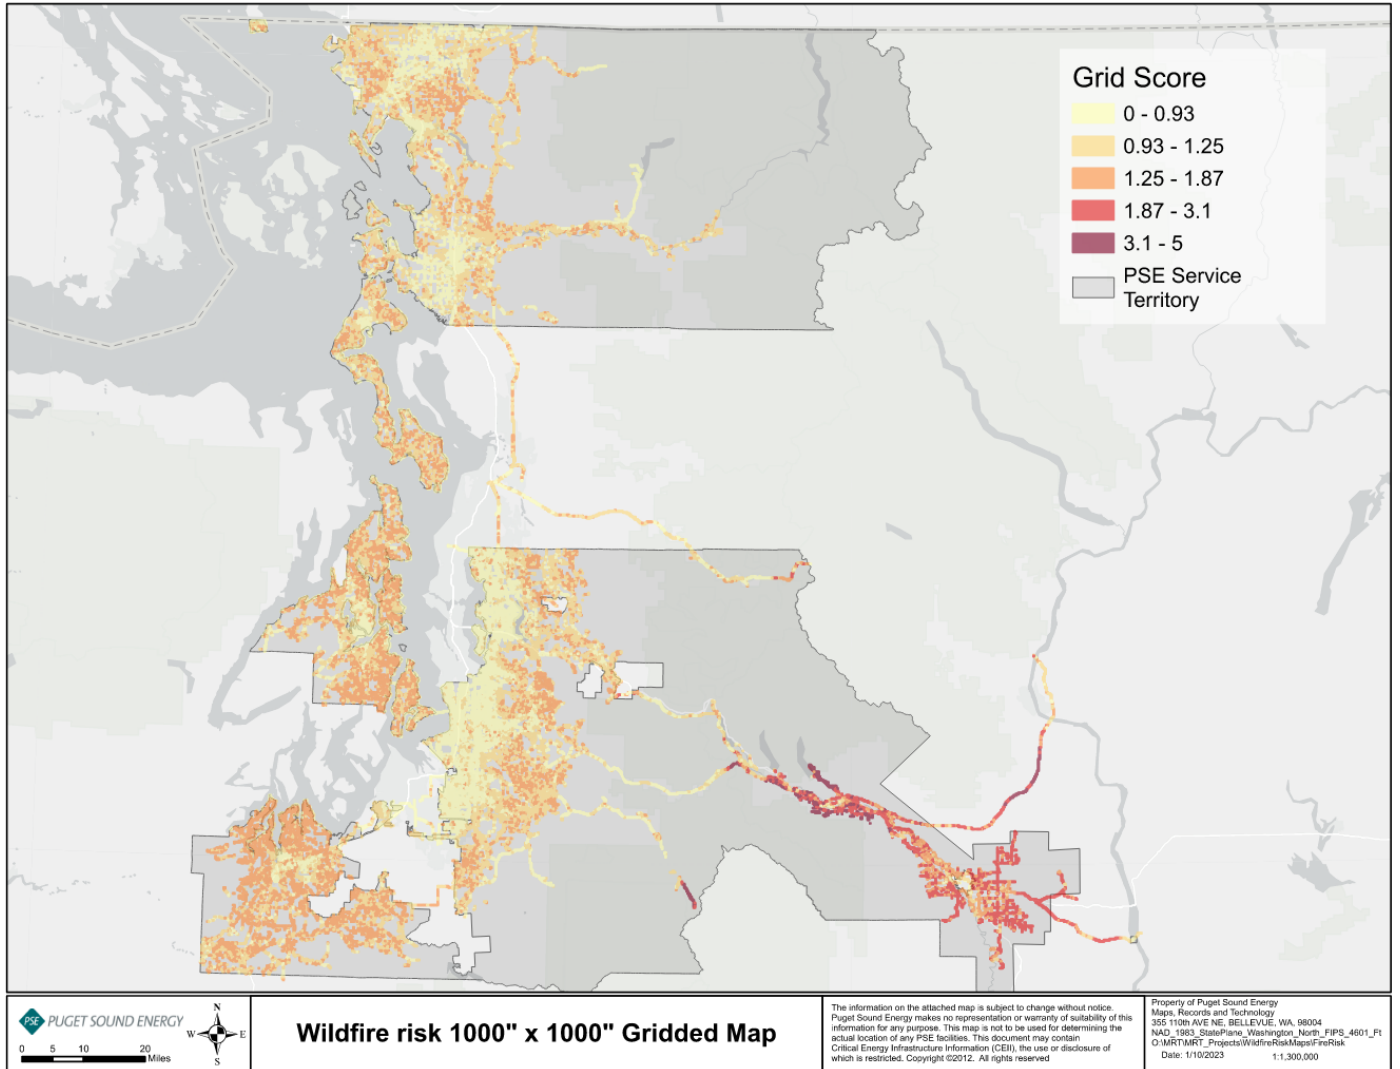 Grid Score
0 - 0.93
0.93 - 1.25
1.25 - 1.87
1.87 - 3.1
3.1 - 5
PSE Service
Territory
PSE PUGET SOUND ENERGY
N
W E
S
0 5 10 20
Miles
Wildfire risk 1000" x 1000" Gridded Map
The information on the attached map is subject to change without notice.
Puget Sound Energy makes no representation or warranty of suitability of this
information for any purpose. This map is not to be used for determining the
actual location of any PSE facilities. This document may contain
Critical Energy Infrastructure Information (CEII), the use or disclosure of
which is restricted. Copyright ©2012. All rights reserved
Property of Puget Sound Energy
Maps, Records and Technology
355 110th AVE NE, BELLEVUE, WA, 98004
NAD_1983_StatePlane_Washington_North_FIPS_4601_Ft
O:\MRT\MRT_Projects\WildfireRiskMaps\FireRisk
Date: 1/10/2023 1:1,300,000